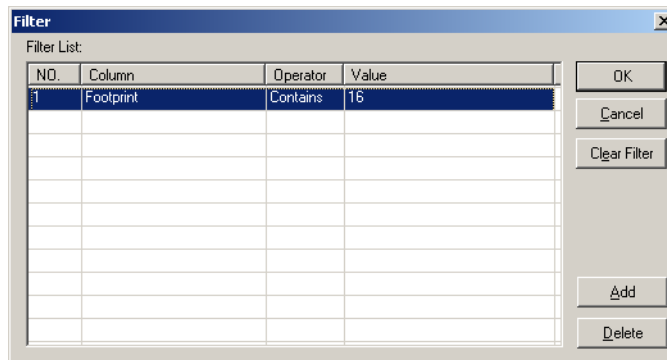 Filter
Filter List:
NO. Column Operator Value
1 Footprint Contains 16
OK
Cancel
Clear Filter
Add
Delete